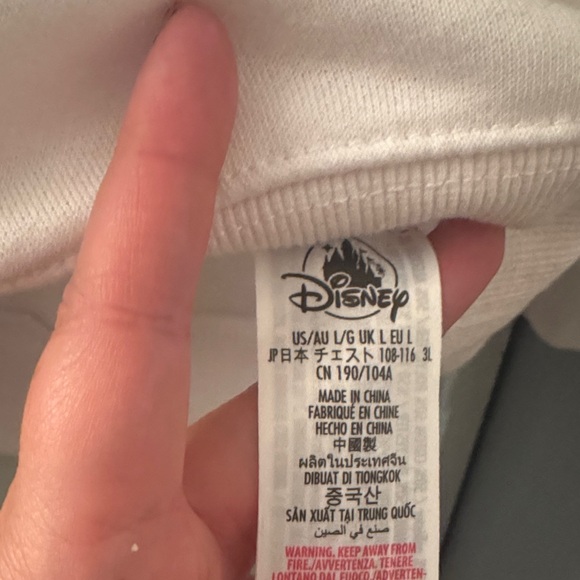 Disney
US/AU L/G UK L EU L
JP日本 チェスト 108-116 3L
CN 190/104A
MADE IN CHINA
FABRIQUÉ EN CHINE
HECHO EN CHINA
中國製
ผลิตในประเทศจีน
DIBUAT DI TIONGKOK
중국산
SẢN XUẤT TẠI TRUNG QUỐC
صنع في الصين
WARNING. KEEP AWAY FROM
FIRE./AVVERTENZA. TENERE
LONTANO DAL FUOCO./ADVERTEN-